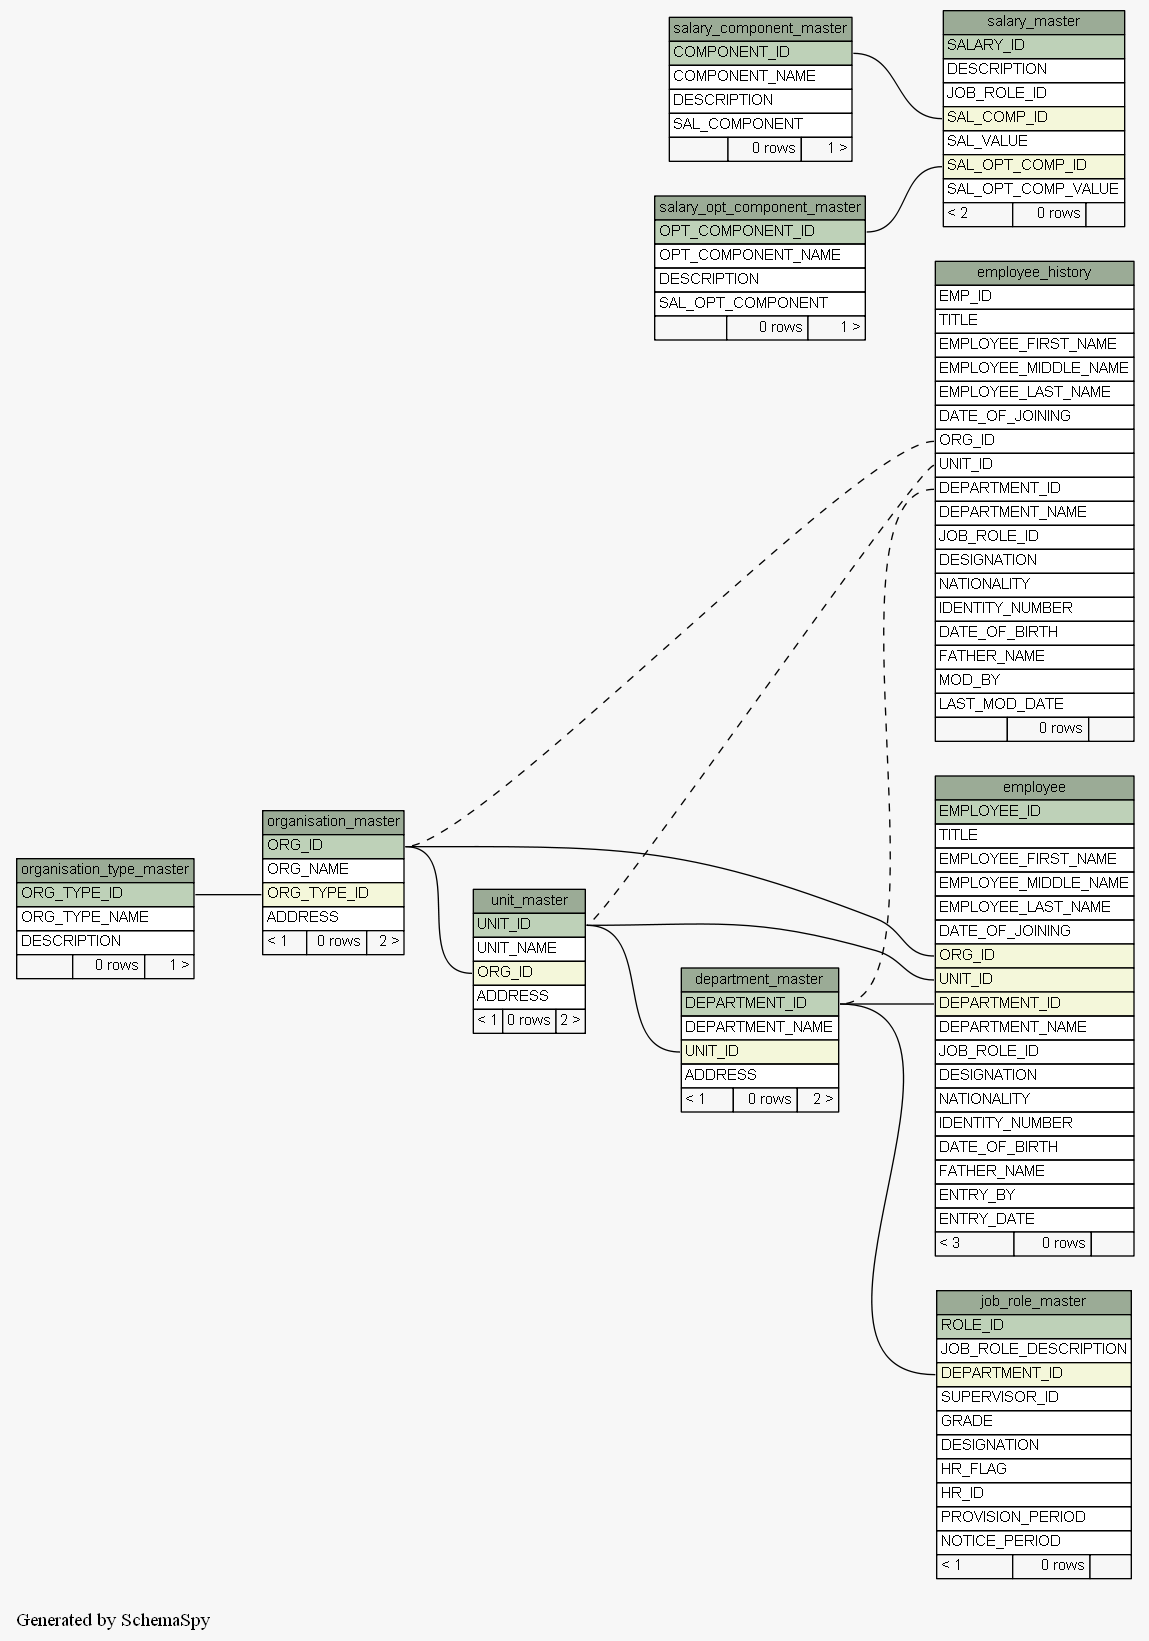 salary_component_master
COMPONENT_ID
COMPONENT_NAME
DESCRIPTION
SAL_COMPONENT
0 rows 1 >
salary_master
SALARY_ID
DESCRIPTION
JOB_ROLE_ID
SAL_COMP_ID
SAL_VALUE
SAL_OPT_COMP_ID
SAL_OPT_COMP_VALUE
< 2 0 rows
salary_opt_component_master
OPT_COMPONENT_ID
OPT_COMPONENT_NAME
DESCRIPTION
SAL_OPT_COMPONENT
0 rows 1 >
employee_history
EMP_ID
TITLE
EMPLOYEE_FIRST_NAME
EMPLOYEE_MIDDLE_NAME
EMPLOYEE_LAST_NAME
DATE_OF_JOINING
ORG_ID
UNIT_ID
DEPARTMENT_ID
DEPARTMENT_NAME
JOB_ROLE_ID
DESIGNATION
NATIONALITY
IDENTITY_NUMBER
DATE_OF_BIRTH
FATHER_NAME
MOD_BY
LAST_MOD_DATE
0 rows
organisation_type_master
ORG_TYPE_ID
ORG_TYPE_NAME
DESCRIPTION
0 rows 1 >
organisation_master
ORG_ID
ORG_NAME
ORG_TYPE_ID
ADDRESS
< 1 0 rows 2 >
unit_master
UNIT_ID
UNIT_NAME
ORG_ID
ADDRESS
< 1 0 rows 2 >
department_master
DEPARTMENT_ID
DEPARTMENT_NAME
UNIT_ID
ADDRESS
< 1 0 rows 2 >
employee
EMPLOYEE_ID
TITLE
EMPLOYEE_FIRST_NAME
EMPLOYEE_MIDDLE_NAME
EMPLOYEE_LAST_NAME
DATE_OF_JOINING
ORG_ID
UNIT_ID
DEPARTMENT_ID
DEPARTMENT_NAME
JOB_ROLE_ID
DESIGNATION
NATIONALITY
IDENTITY_NUMBER
DATE_OF_BIRTH
FATHER_NAME
ENTRY_BY
ENTRY_DATE
< 3 0 rows
job_role_master
ROLE_ID
JOB_ROLE_DESCRIPTION
DEPARTMENT_ID
SUPERVISOR_ID
GRADE
DESIGNATION
HR_FLAG
HR_ID
PROVISION_PERIOD
NOTICE_PERIOD
< 1 0 rows
Generated by SchemaSpy